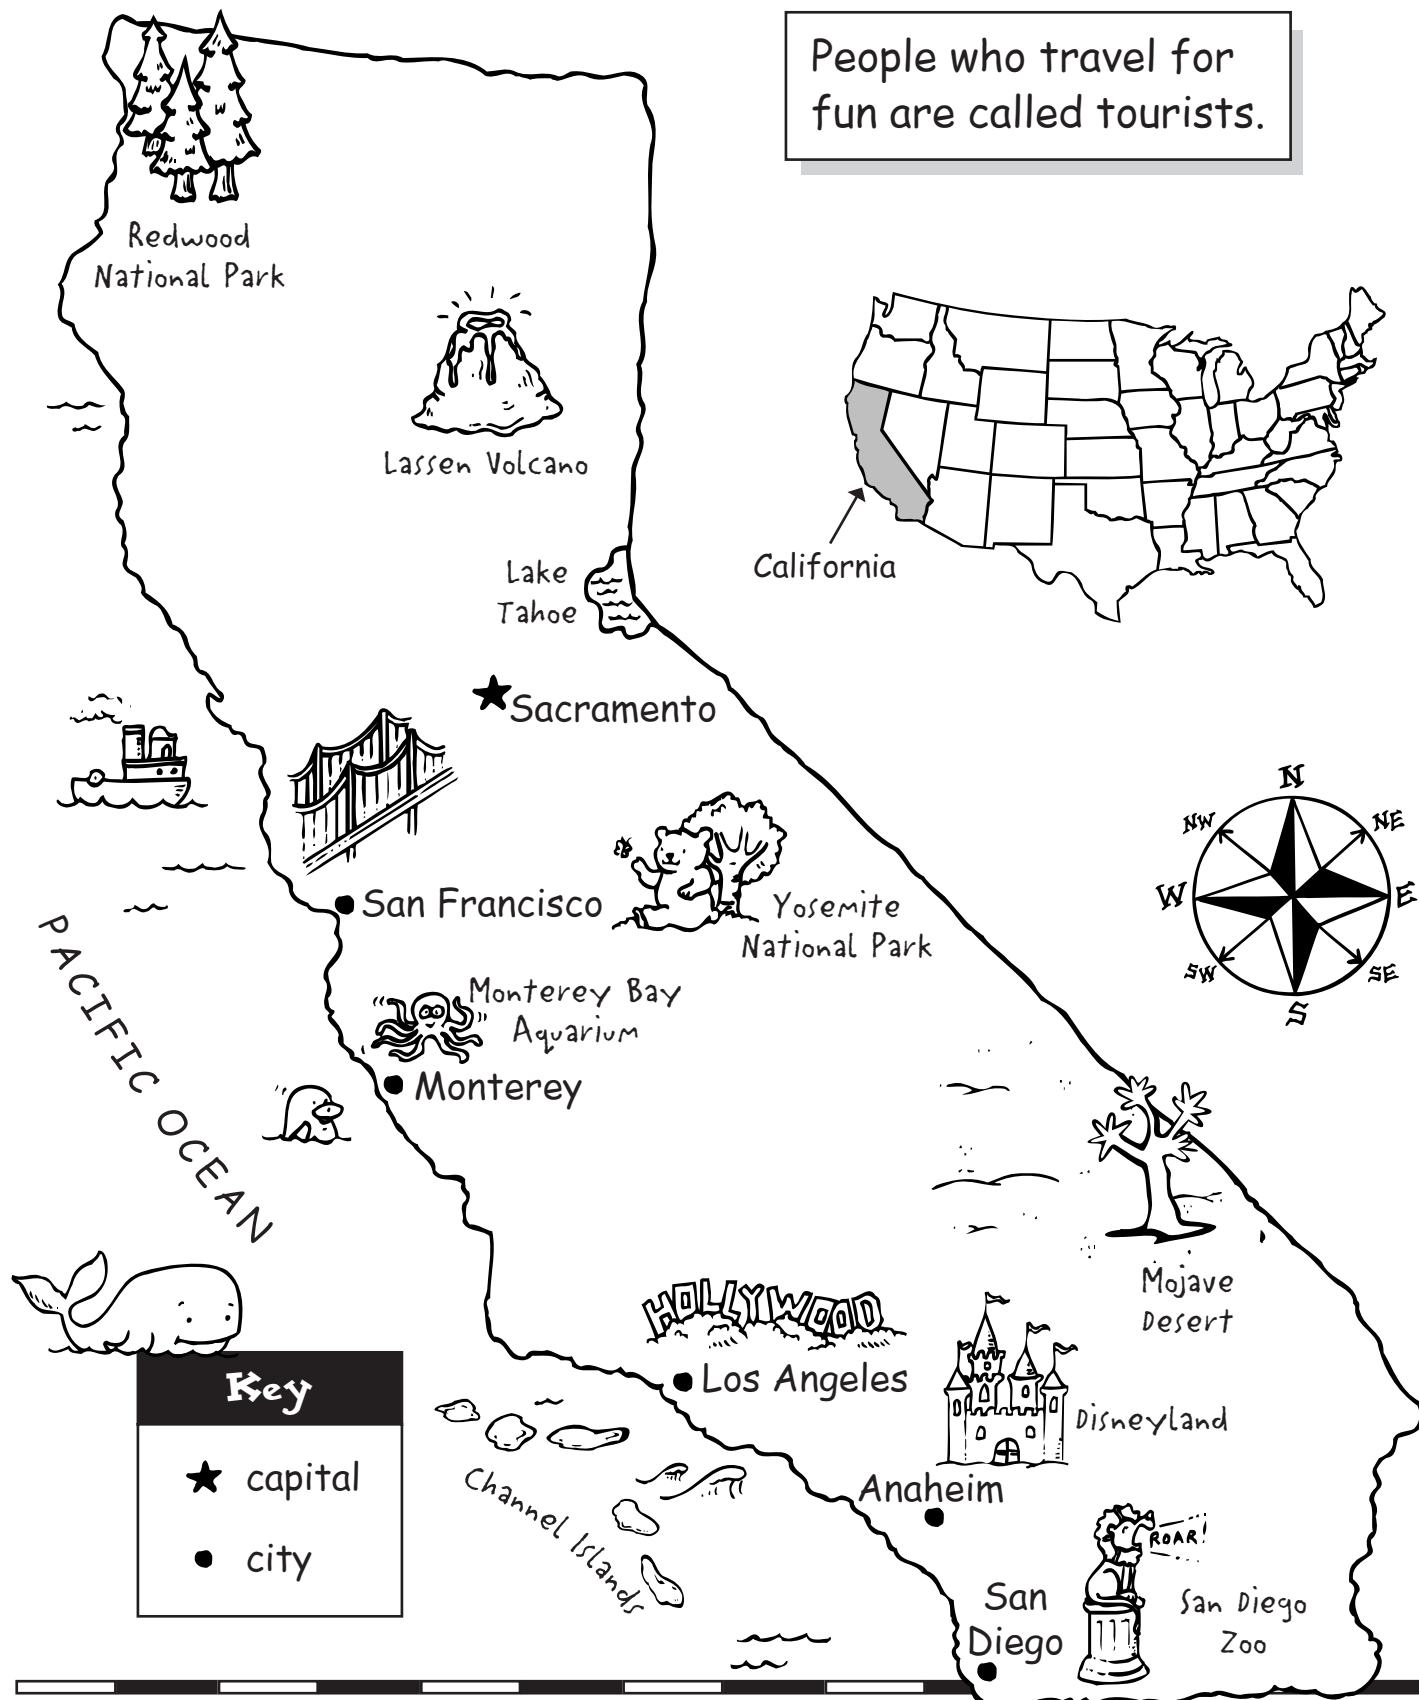 People who travel for
fun are called tourists.
Redwood
National Park
Lassen Volcano
California
Lake
Tahoe
Sacramento
N
NW
NE
W
E
SW
SE
S
San Francisco
Yosemite
National Park
PACIFIC OCEAN
Monterey Bay
Aquarium
Monterey
Mojave
Desert
HOLLYWOOD
Los Angeles
Disneyland
Key
capital
city
Channel Islands
Anaheim
ROAR!
San
Diego
San Diego
Zoo